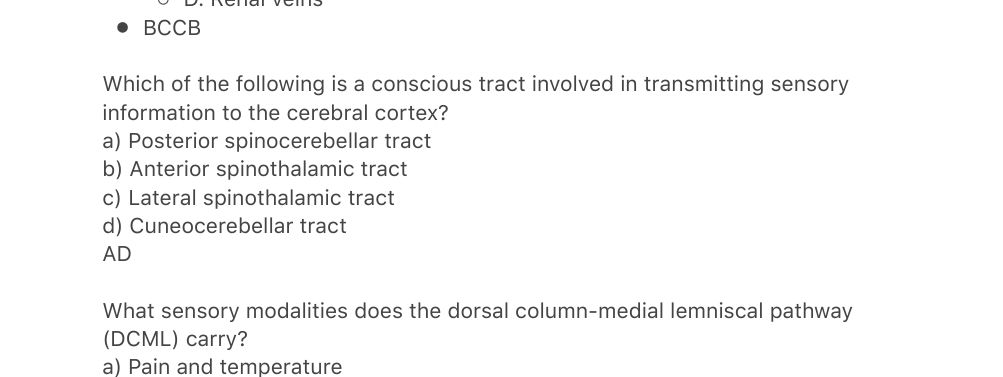 D. Renal veins
BCCB
Which of the following is a conscious tract involved in transmitting sensory
information to the cerebral cortex?
a) Posterior spinocerebellar tract
b) Anterior spinothalamic tract
c) Lateral spinothalamic tract
d) Cuneocerebellar tract
AD
What sensory modalities does the dorsal column-medial lemniscal pathway
(DCML) carry?
a) Pain and temperature